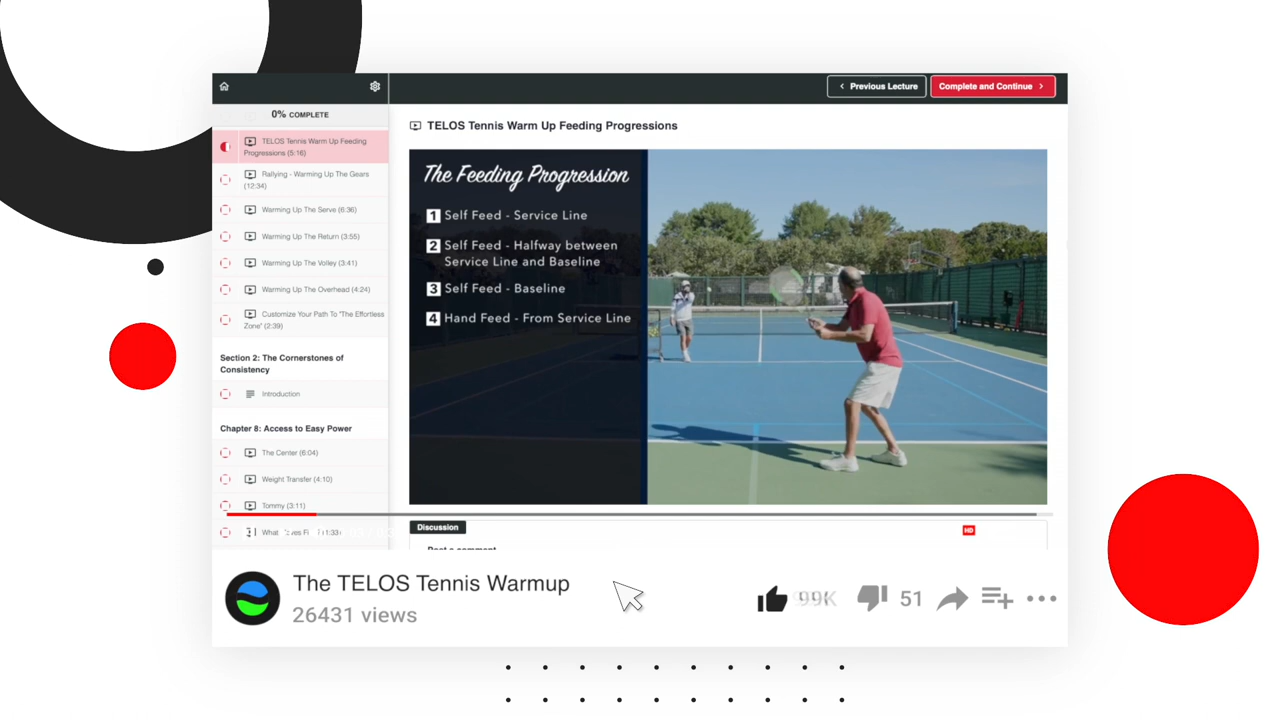 Previous Lecture
Complete and Continue
0% COMPLETE
TELOS Tennis Warm Up Feeding
Progressions (5:16)
Rallying - Warming Up The Gears
(12:34)
Warming Up The Serve (6:36)
Warming Up The Return (3:55)
Warming Up The Volley (3:41)
Warming Up The Overhead (4:24)
Customize Your Path To "The Effortless
Zone" (2:39)
Section 2: The Cornerstones of
Consistency
Introduction
Chapter 8: Access to Easy Power
The Center (6:04)
Weight Transfer (4:10)
Tommy (3:11)
What
TELOS Tennis Warm Up Feeding Progressions
The Feeding Progression
1 Self Feed - Service Line
2 Self Feed - Halfway between
Service Line and Baseline
3 Self Feed - Baseline
4 Hand Feed - From Service Line
Discussion
HD
Post a comment
The TELOS Tennis Warmup
26431 views
99K
51